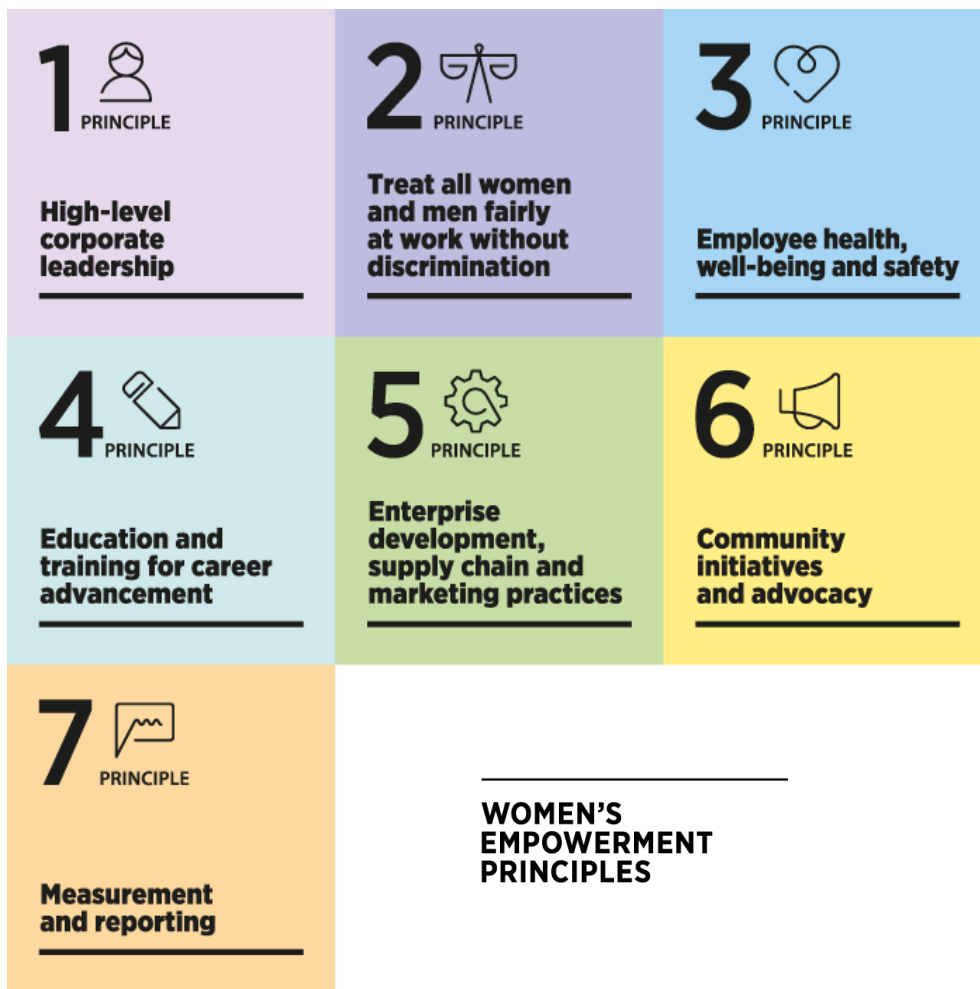 1 PRINCIPLE
High-level
corporate
leadership
2 PRINCIPLE
Treat all women
and men fairly
at work without
discrimination
3 PRINCIPLE
Employee health,
well-being and safety
4 PRINCIPLE
Education and
training for career
advancement
5 PRINCIPLE
Enterprise
development,
supply chain and
marketing practices
6 PRINCIPLE
Community
initiatives
and advocacy
7 PRINCIPLE
Measurement
and reporting
WOMEN’S
EMPOWERMENT
PRINCIPLES